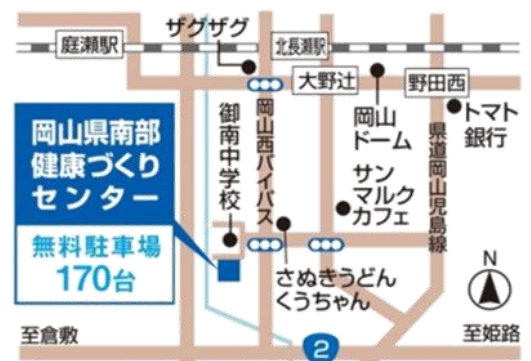 ザグザグ
庭瀬駅
北長瀬駅
大野辻
野田西
岡山県南部
健康づくり
センター
無料駐車場
170台
御南中学校
岡山西バイパス
岡山
ドーム
トマト
銀行
県道岡山児島線
サン
マルク
カフェ
さぬきうどん
くうちゃん
N
至倉敷
2
至姫路